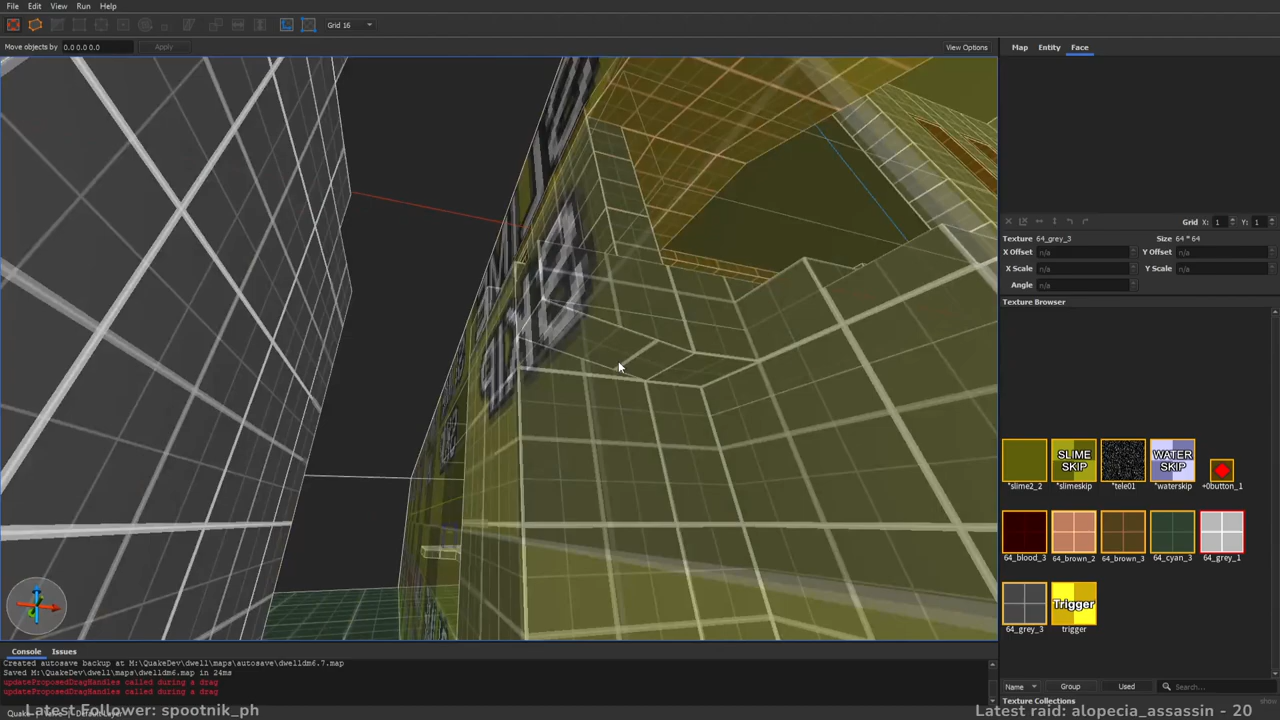 File Edit View Run Help
Grid 16
Move objects by 0.0 0.0 0.0 Apply View Options
Map Entity Face
Grid X: 1 Y: 1
Texture 64_grey_3 Size 64 * 64
X Offset n/a Y Offset n/a
X Scale n/a Y Scale n/a
Angle n/a
Texture Browser
SLIME SKIP
WATER SKIP
*slime2_2 *slimeskip *tele01 *waterskip +0button_1
64_blood_3 64_brown_2 64_brown_3 64_cyan_3 64_grey_1
Trigger
64_grey_3 trigger
Console Issues
Created autosave backup at M:\QuakeDev\dwell\maps\autosave\dwelldm6.7.map
Saved M:\QuakeDev\dwell\maps\dwelldm6.map in 24ms
updateProposedDragHandles called during a drag
updateProposedDragHandles called during a drag
Name Group Used Search...
Texture Collections show
Latest Follower: spootnik_ph
Latest raid: alopecia_assassin - 20